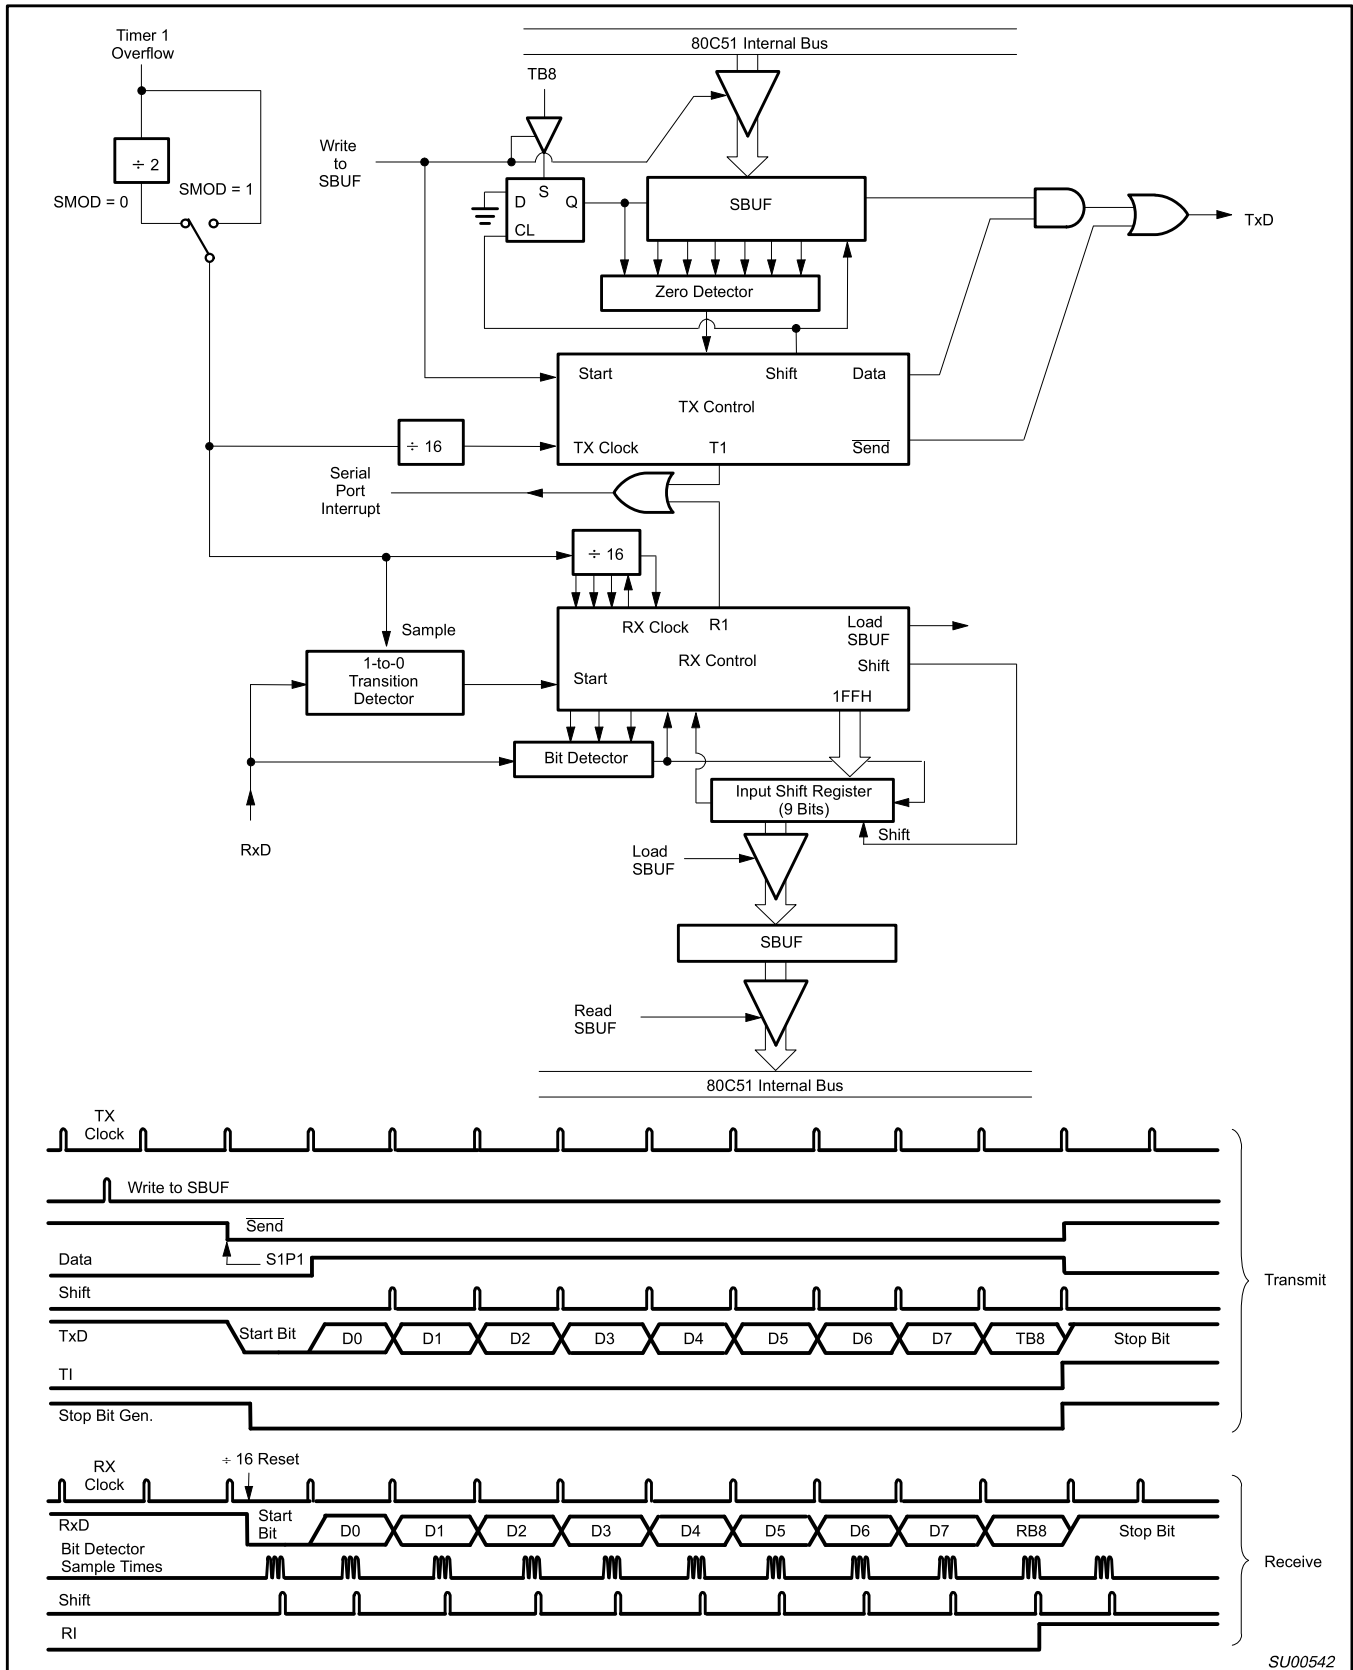 Timer 1
Overflow
80C51 Internal Bus
TB8
÷ 2
Write
to
SBUF
SMOD = 1
SMOD = 0
D
S
Q
CL
SBUF
TxD
Zero Detector
Start
Shift
Data
TX Control
÷ 16
TX Clock
T1
Send
Serial
Port
Interrupt
÷ 16
Sample
RX Clock
R1
Load
SBUF
RX Control
Shift
1-to-0
Transition
Detector
Start
1FFH
Bit Detector
Input Shift Register
(9 Bits)
Shift
RxD
Load
SBUF
SBUF
Read
SBUF
80C51 Internal Bus
TX
Clock
Write to SBUF
Send
Data
S1P1
Transmit
Shift
TxD
Start Bit
D0
D1
D2
D3
D4
D5
D6
D7
TB8
Stop Bit
TI
Stop Bit Gen.
÷ 16 Reset
RX
Clock
RxD
Start
Bit
D0
D1
D2
D3
D4
D5
D6
D7
RB8
Stop Bit
Bit Detector
Sample Times
Receive
Shift
RI
SU00542